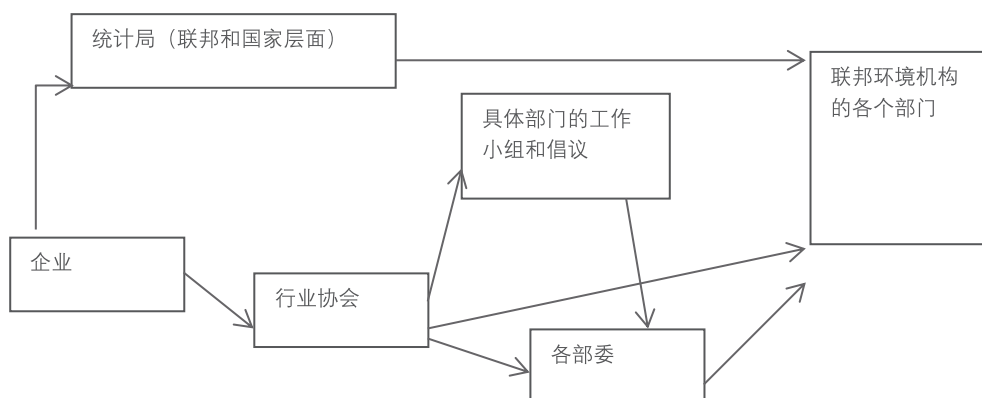 统计局（联邦和国家层面）
联邦环境机构
的各个部门
具体部门的工作
小组和倡议
企业
行业协会
各部委